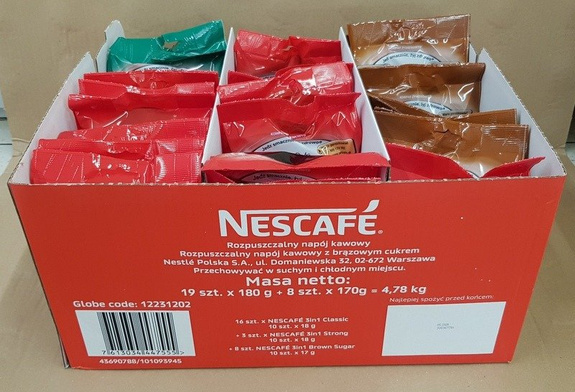 NESCAFÉ®
Rozpuszczalny napój kawowy
Rozpuszczalny napój kawowy z brązowym cukrem
Nestlé Polska S.A., ul. Domaniewska 32, 02-672 Warszawa
Przechowywać w suchym i chłodnym miejscu.
Masa netto:
19 szt. x 180 g + 8 szt. x 170g = 4,78 kg
Globe code: 12231202
Najlepiej spożyć przed końcem:
16 szt. x NESCAFÉ 3in1 Classic
10 szt. x 18 g
+ 3 szt. x NESCAFÉ 3in1 Strong
10 szt. x 18 g
+ 8 szt. x NESCAFÉ 3in1 Brown Sugar
10 szt. x 17 g
43690788/101093945